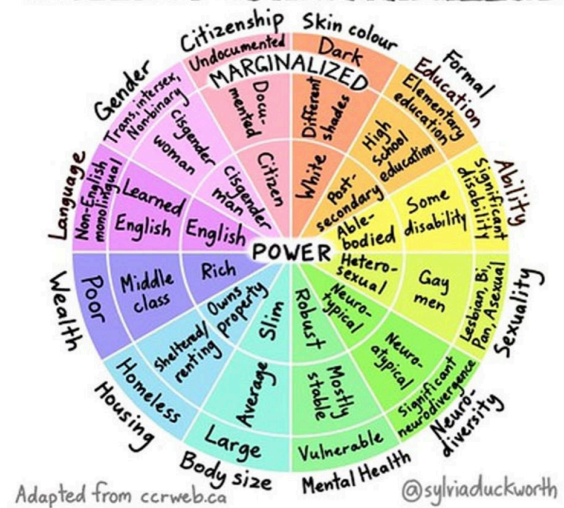 Citizenship
Undocumented
Docu-
mented
Citizen
Skin colour
Dark
Different
shades
White
Formal
Education
Elementary
education
High
School
education
Post-
secondary
Ability
Significant
disability
Some
disability
Able-
bodied
Sexuality
Lesbian, Bi,
Pan, Asexual
Gay
men
Hetero-
sexual
Neuro-
diversity
Significant
neurodivergence
Neuro-
atypical
Neuro-
typical
Mental Health
Vulnerable
Mostly
stable
Robust
Body size
Large
Average
Slim
Housing
Homeless
Sheltered/
renting
Owns
property
Wealth
Poor
Middle
class
Rich
Language
Non-English
monolingual
Learned
English
English
Gender
Trans, intersex,
Nonbinary
Cisgender
woman
Cisgender
man
MARGINALIZED
POWER
Adapted from ccrweb.ca
@sylviaduckworth